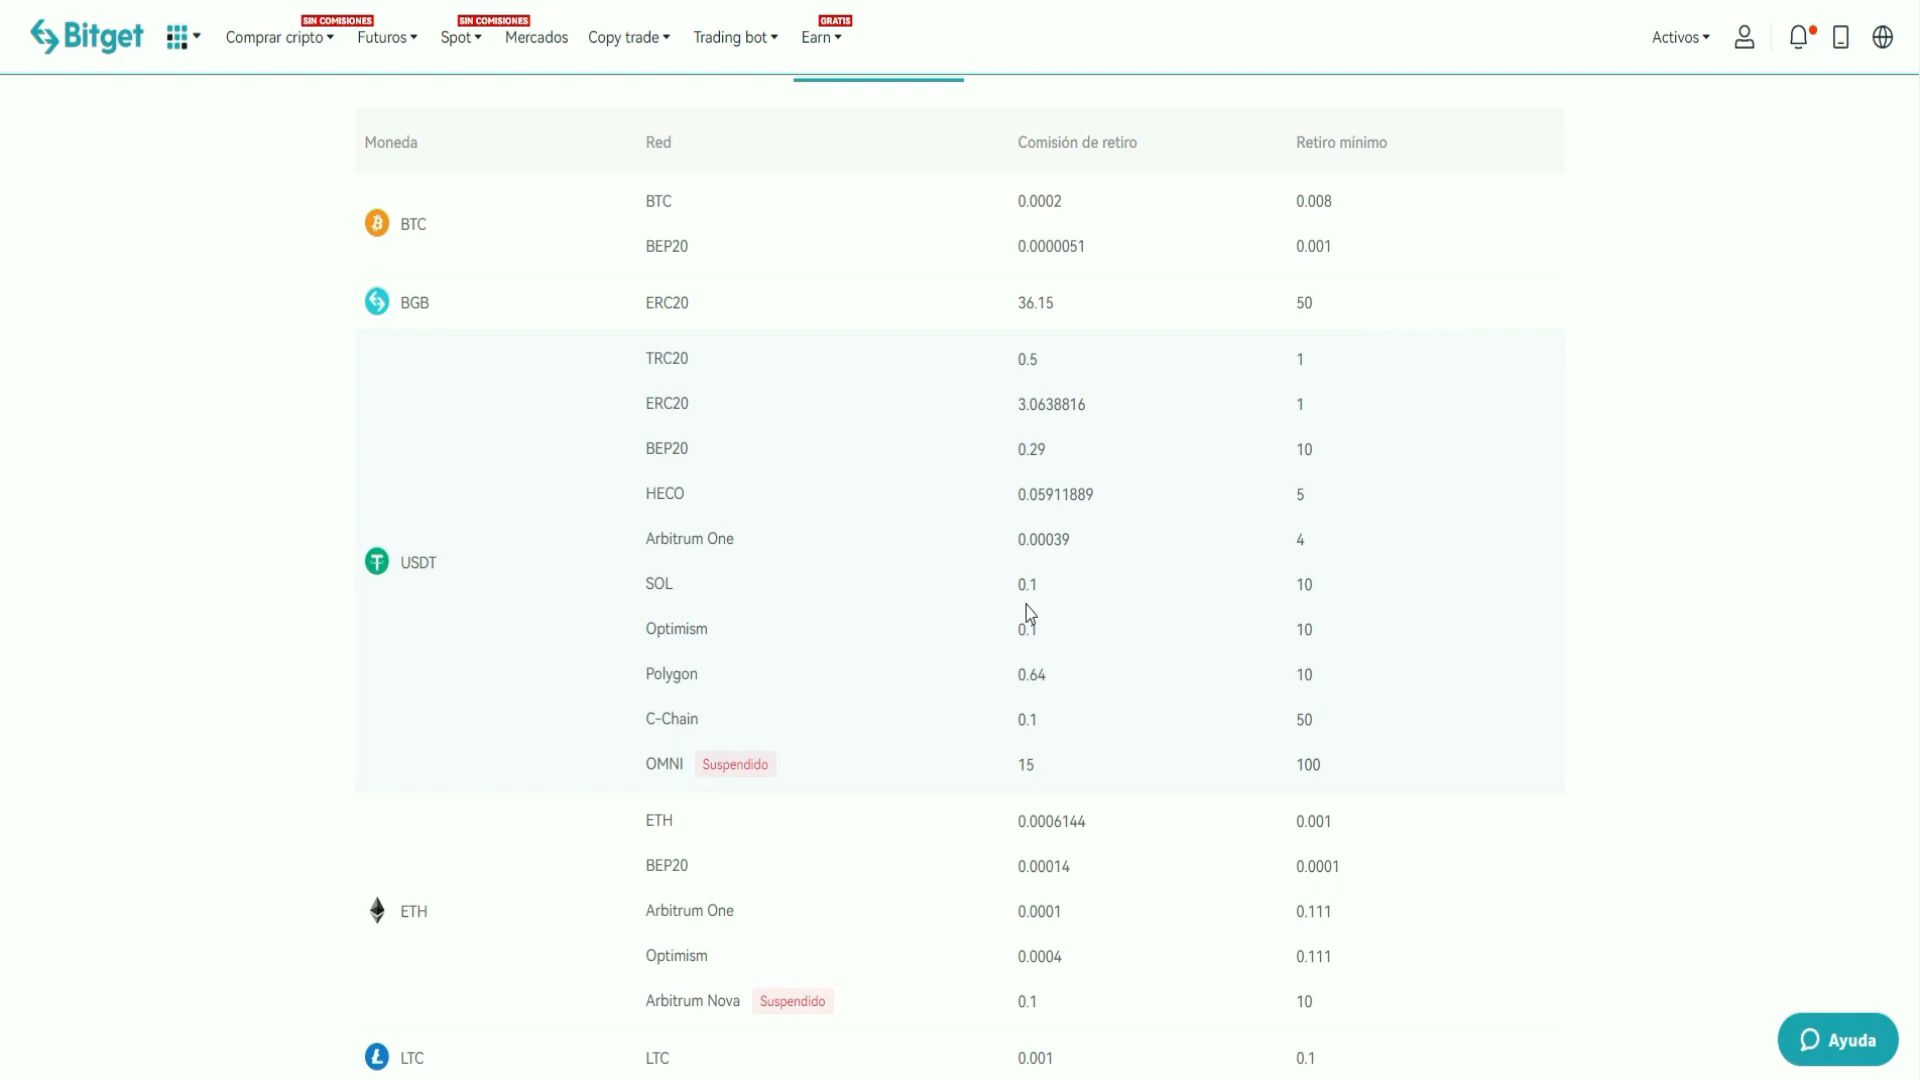 SIN COMISIONES SIN COMISIONES GRATIS
Bitget Comprar cripto Futuros Spot Mercados Copy trade Trading bot Earn Activos
Moneda Red Comisión de retiro Retiro mínimo
BTC 0.0002 0.008
BTC
BEP20 0.0000051 0.001
BGB ERC20 36.15 50
TRC20 0.5 1
ERC20 3.0638816 1
BEP20 0.29 10
HECO 0.05911889 5
Arbitrum One 0.00039 4
USDT
SOL 0.1 10
Optimism 0.1 10
Polygon 0.64 10
C-Chain 0.1 50
OMNI Suspendido 15 100
ETH 0.0006144 0.001
BEP20 0.00014 0.0001
ETH Arbitrum One 0.0001 0.111
Optimism 0.0004 0.111
Arbitrum Nova Suspendido 0.1 10
Ayuda
LTC LTC 0.001 0.1